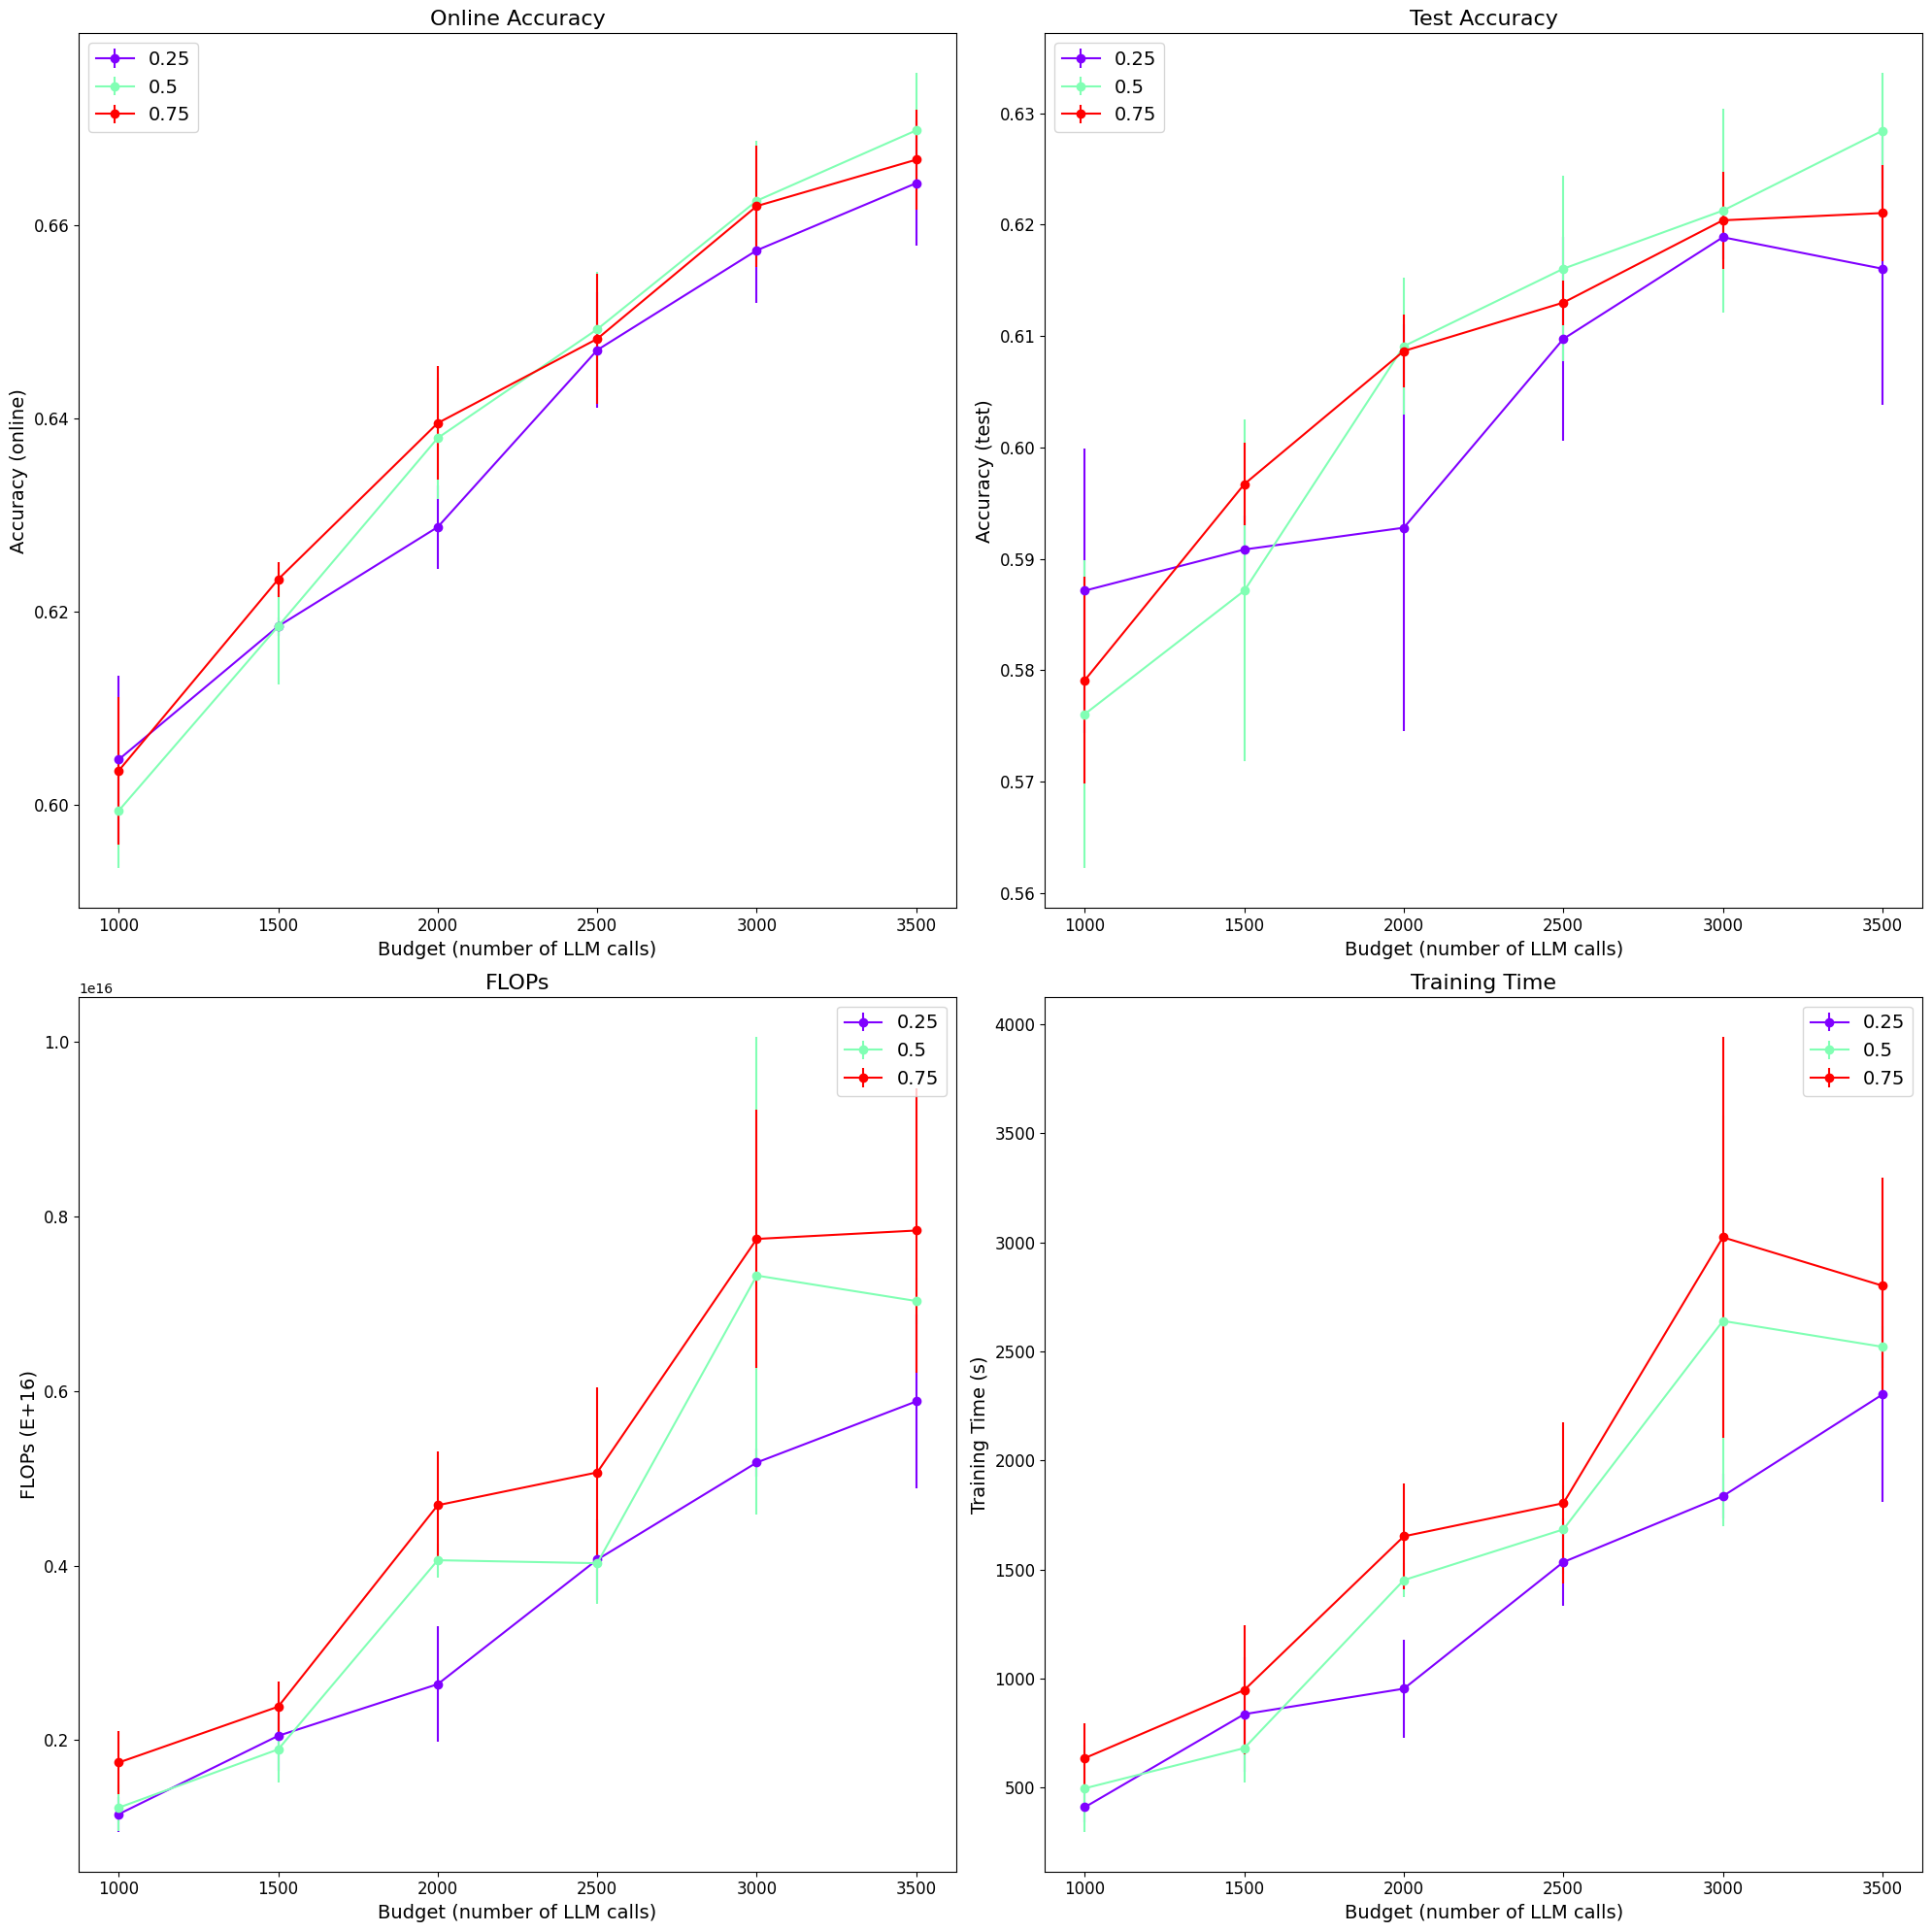 Online Accuracy
0.25
0.5
0.75
Accuracy (online)
0.66
0.64
0.62
0.60
1000 1500 2000 2500 3000 3500
Budget (number of LLM calls)
Test Accuracy
0.25
0.5
0.75
Accuracy (test)
0.63
0.62
0.61
0.60
0.59
0.58
0.57
0.56
1000 1500 2000 2500 3000 3500
Budget (number of LLM calls)
FLOPs
1e16
0.25
0.5
0.75
FLOPs (E+16)
1.0
0.8
0.6
0.4
0.2
1000 1500 2000 2500 3000 3500
Budget (number of LLM calls)
Training Time
0.25
0.5
0.75
Training Time (s)
4000
3500
3000
2500
2000
1500
1000
500
1000 1500 2000 2500 3000 3500
Budget (number of LLM calls)